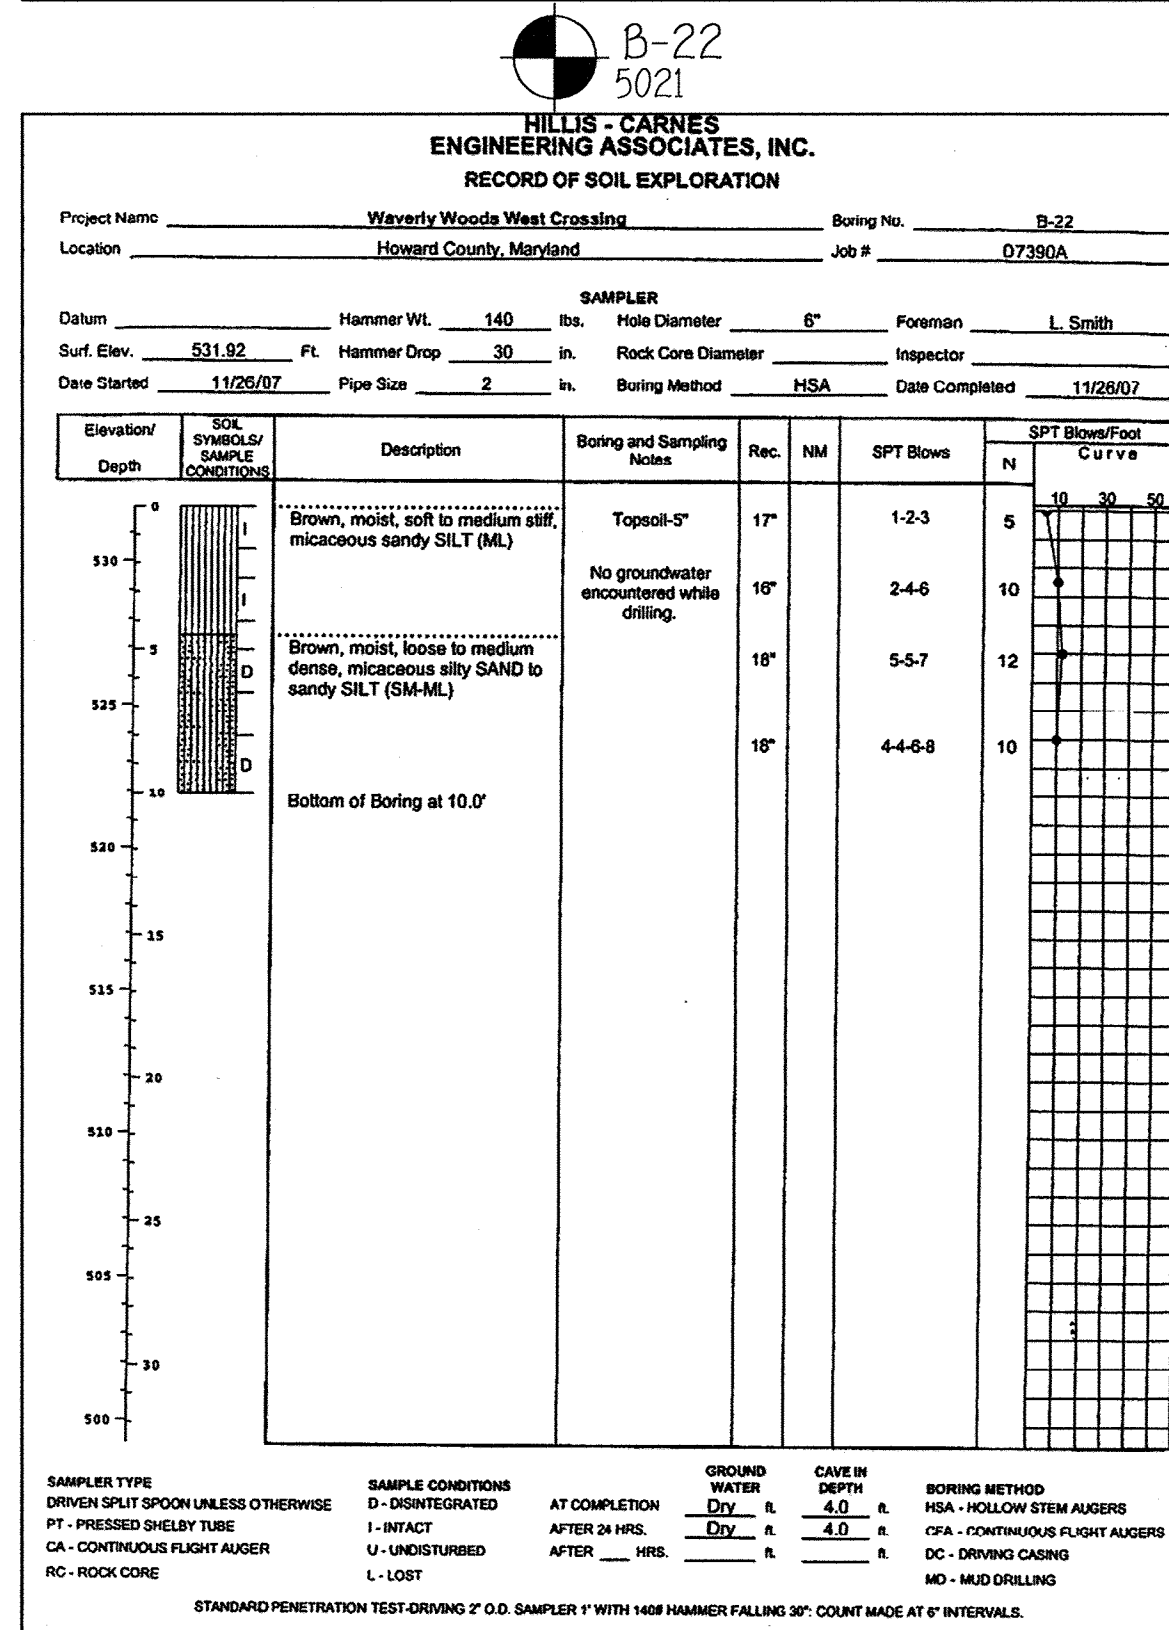 B-22
5021
HILLIS - CARNES
ENGINEERING ASSOCIATES, INC.
RECORD OF SOIL EXPLORATION
Project Name Waverly Woods West Crossing Boring No. B-22
Location Howard County, Maryland Job # 07390A
SAMPLER
Datum Hammer Wt. 140 lbs. Hole Diameter 6" Foreman L. Smith
Surf. Elev. 531.92 Ft. Hammer Drop 30 in. Rock Core Diameter Inspector
Date Started 11/26/07 Pipe Size 2 in. Boring Method HSA Date Completed 11/26/07
Elevation/ Depth
SOIL SYMBOLS/ SAMPLE CONDITIONS
Description
Boring and Sampling Notes
Rec.
NM
SPT Blows
SPT Blows/Foot
N
Curve
10 30 50
0
Brown, moist, soft to medium stiff, Topsoil-5" 17" 1-2-3 5
I
micaceous sandy SILT (ML)
530
No groundwater
encountered while 16" 2-4-6 10
I
drilling.
5
Brown, moist, loose to medium
dense, micaceous silty SAND to 18" 5-5-7 12
D
sandy SILT (SM-ML)
525
18" 4-4-6-8 10
D
10
Bottom of Boring at 10.0'
520
15
515
20
510
25
505
30
500
SAMPLER TYPE
DRIVEN SPLIT SPOON UNLESS OTHERWISE
PT - PRESSED SHELBY TUBE
CA - CONTINUOUS FLIGHT AUGER
RC - ROCK CORE
SAMPLE CONDITIONS
D - DISINTEGRATED
I - INTACT
U - UNDISTURBED
L - LOST
GROUND WATER CAVE IN DEPTH
AT COMPLETION Dry ft. 4.0 ft.
AFTER 24 HRS. Dry ft. 4.0 ft.
AFTER ___ HRS. ft. ft.
BORING METHOD
HSA - HOLLOW STEM AUGERS
CFA - CONTINUOUS FLIGHT AUGERS
DC - DRIVING CASING
MD - MUD DRILLING
STANDARD PENETRATION TEST-DRIVING 2" O.D. SAMPLER 1' WITH 140# HAMMER FALLING 30": COUNT MADE AT 6" INTERVALS.